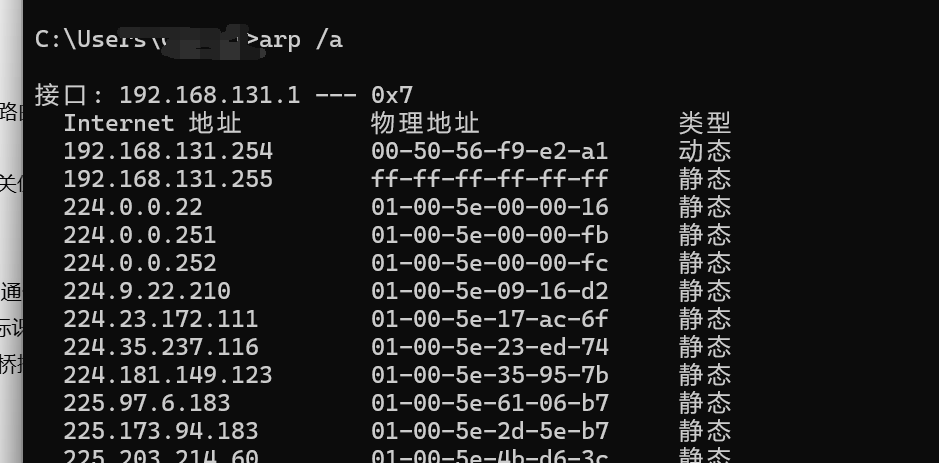 C:\Users\ >arp /a
接口: 192.168.131.1 --- 0x7
Internet 地址 物理地址 类型
192.168.131.254 00-50-56-f9-e2-a1 动态
192.168.131.255 ff-ff-ff-ff-ff-ff 静态
224.0.0.22 01-00-5e-00-00-16 静态
224.0.0.251 01-00-5e-00-00-fb 静态
224.0.0.252 01-00-5e-00-00-fc 静态
224.9.22.210 01-00-5e-09-16-d2 静态
224.23.172.111 01-00-5e-17-ac-6f 静态
224.35.237.116 01-00-5e-23-ed-74 静态
224.181.149.123 01-00-5e-35-95-7b 静态
225.97.6.183 01-00-5e-61-06-b7 静态
225.173.94.183 01-00-5e-2d-5e-b7 静态
225.203.214.60 01-00-5e-4b-d6-3c 静态
路
关
通
标识
桥